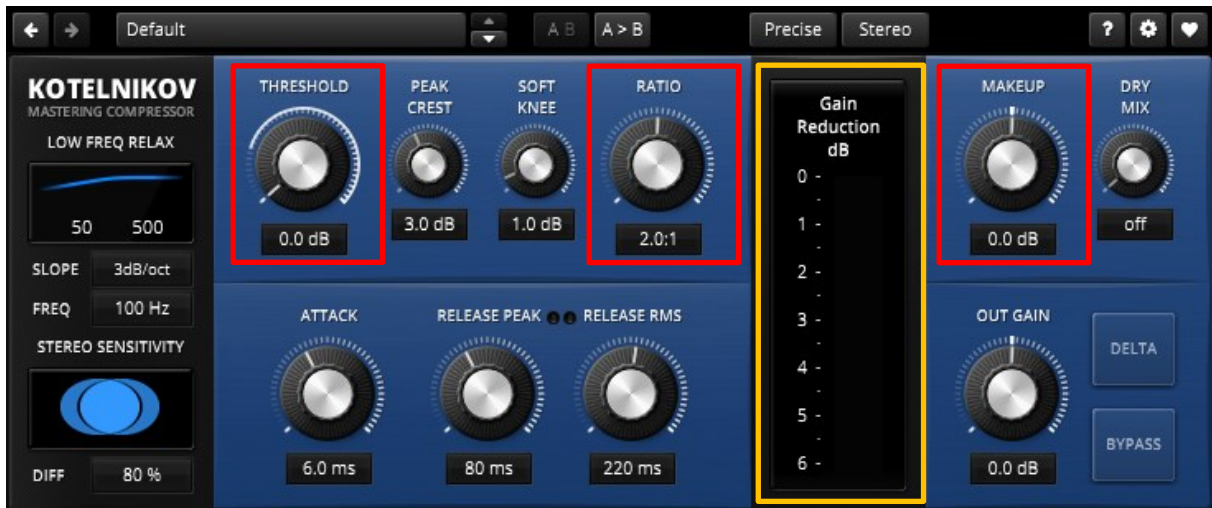 Default
A B
A > B
Precise
Stereo
?
KOTELNIKOV
MASTERING COMPRESSOR
LOW FREQ RELAX
50 500
SLOPE 3dB/oct
FREQ 100 Hz
STEREO SENSITIVITY
DIFF 80 %
THRESHOLD
0.0 dB
PEAK
CREST
3.0 dB
SOFT
KNEE
1.0 dB
RATIO
2.0:1
ATTACK
6.0 ms
RELEASE PEAK
80 ms
RELEASE RMS
220 ms
Gain
Reduction
dB
0 -
-
1 -
-
2 -
-
3 -
-
4 -
-
5 -
-
6 -
MAKEUP
0.0 dB
DRY
MIX
off
OUT GAIN
0.0 dB
DELTA
BYPASS